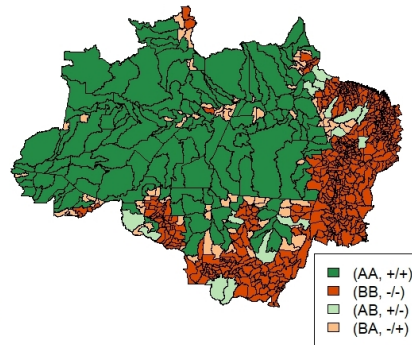 (AA, +/+)
(BB, -/-)
(AB, +/-)
(BA, -/+)